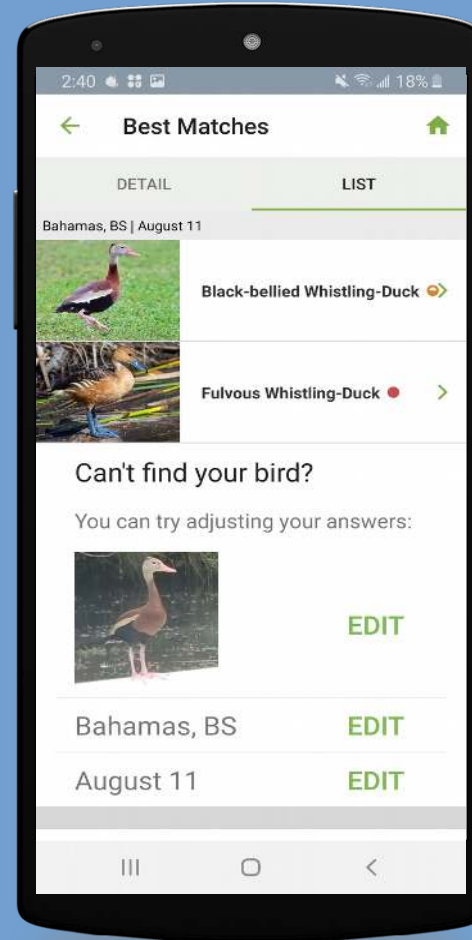 2:40 18%
Best Matches
DETAIL LIST
Bahamas, BS | August 11
Black-bellied Whistling-Duck
Fulvous Whistling-Duck
Can't find your bird?
You can try adjusting your answers:
EDIT
Bahamas, BS EDIT
August 11 EDIT